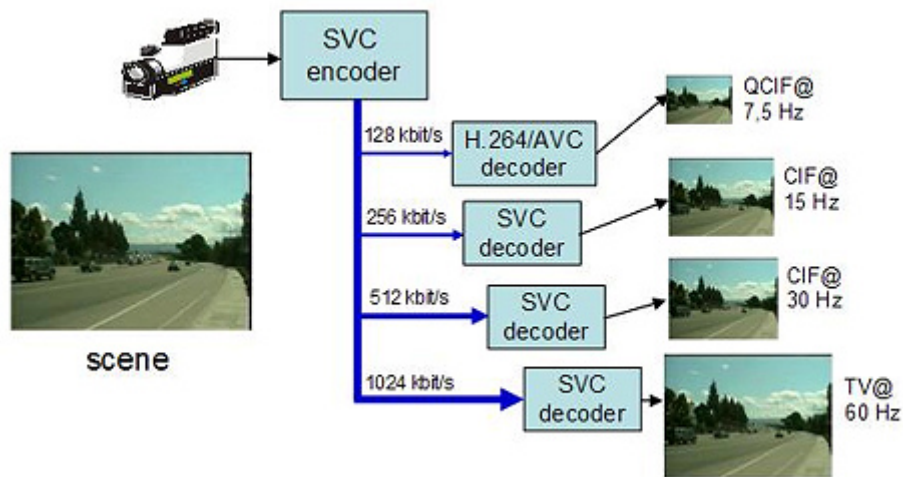 SVC
encoder
128 kbit/s
H.264/AVC
decoder
QCIF@
7,5 Hz
256 kbit/s
SVC
decoder
CIF@
15 Hz
512 kbit/s
SVC
decoder
CIF@
30 Hz
scene
1024 kbit/s
SVC
decoder
TV@
60 Hz